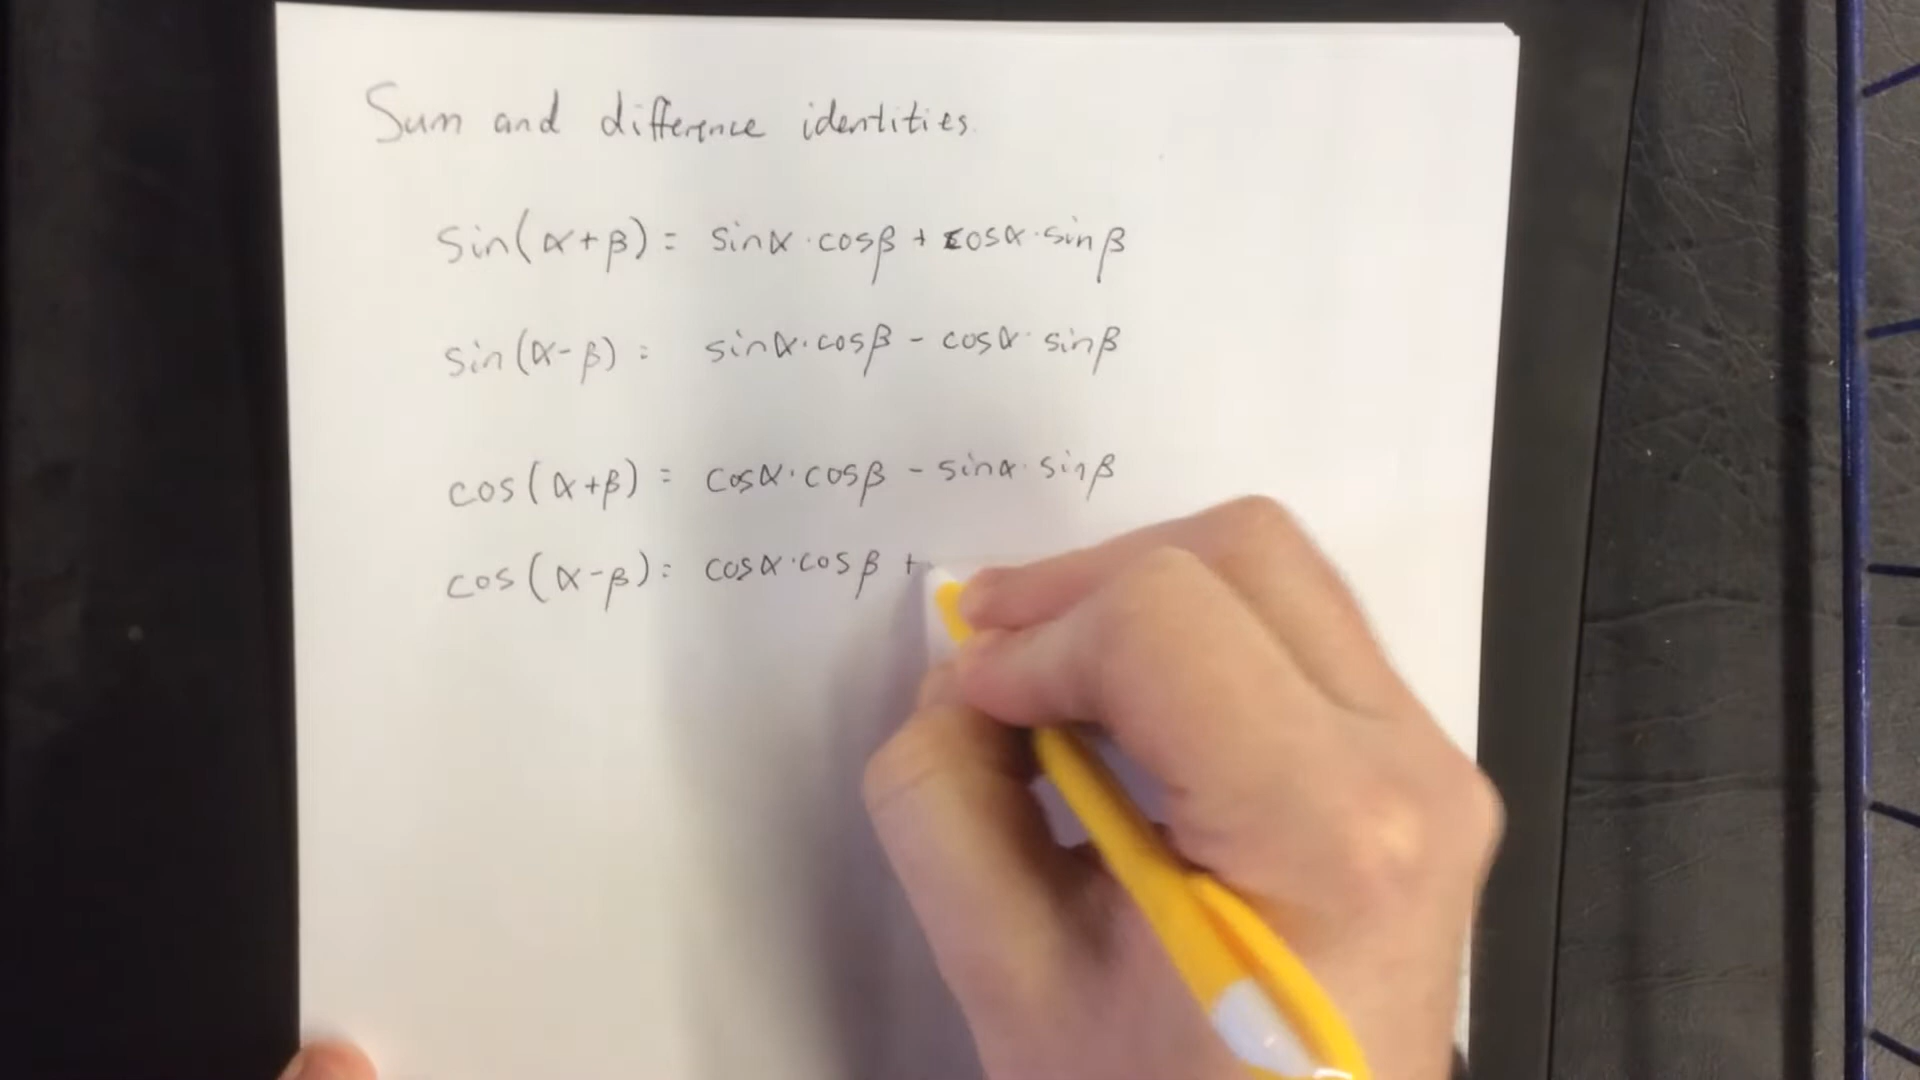 Sum and difference identities.
sin(α+β) = sinα·cosβ + cosα·sinβ
sin(α-β) = sinα·cosβ - cosα·sinβ
cos(α+β) = cosα·cosβ - sinα·sinβ
cos(α-β) = cosα·cosβ +